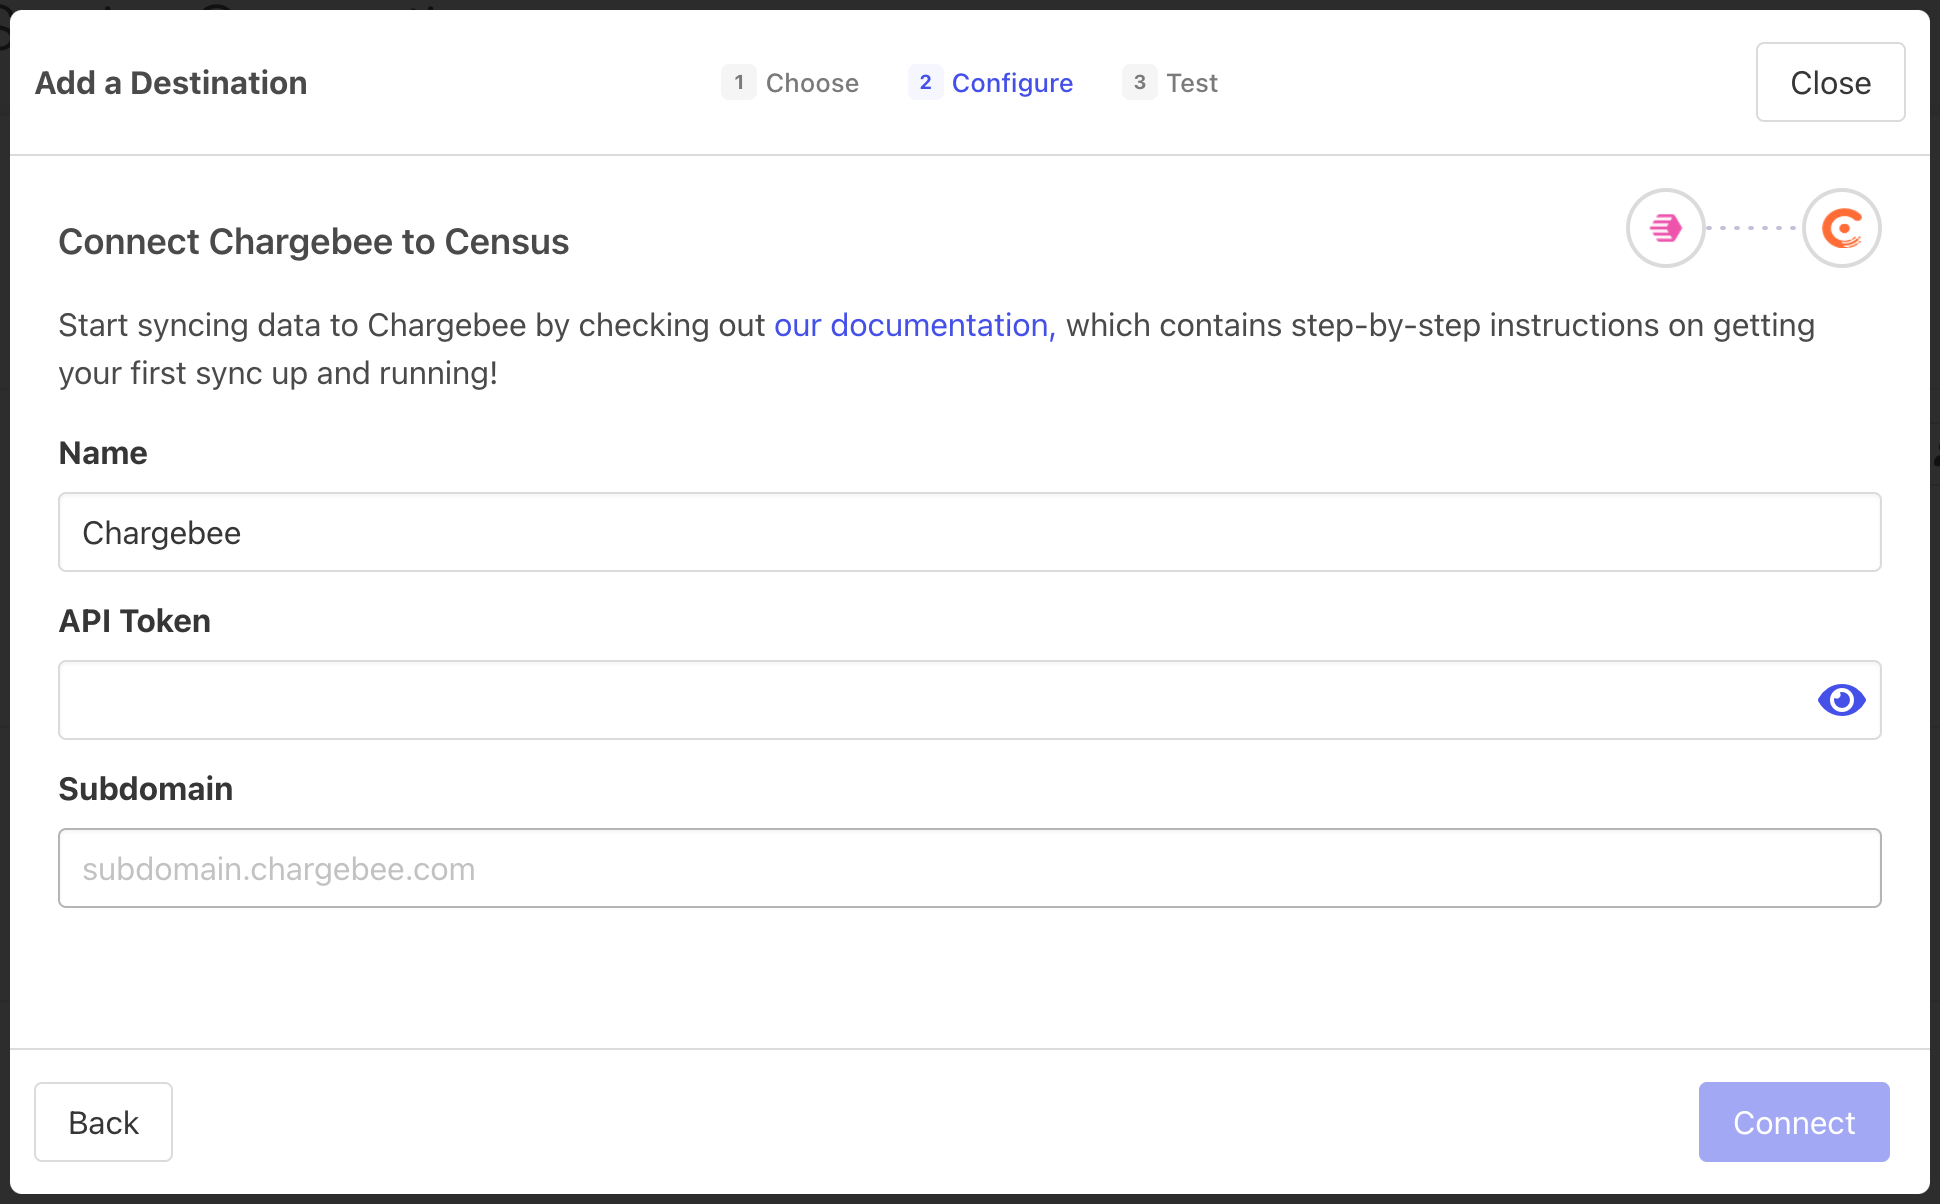 Add a Destination
1 Choose
2 Configure
3 Test
Close
Connect Chargebee to Census
Start syncing data to Chargebee by checking out our documentation, which contains step-by-step instructions on getting
your first sync up and running!
Name
Chargebee
API Token
Subdomain
subdomain.chargebee.com
Back
Connect